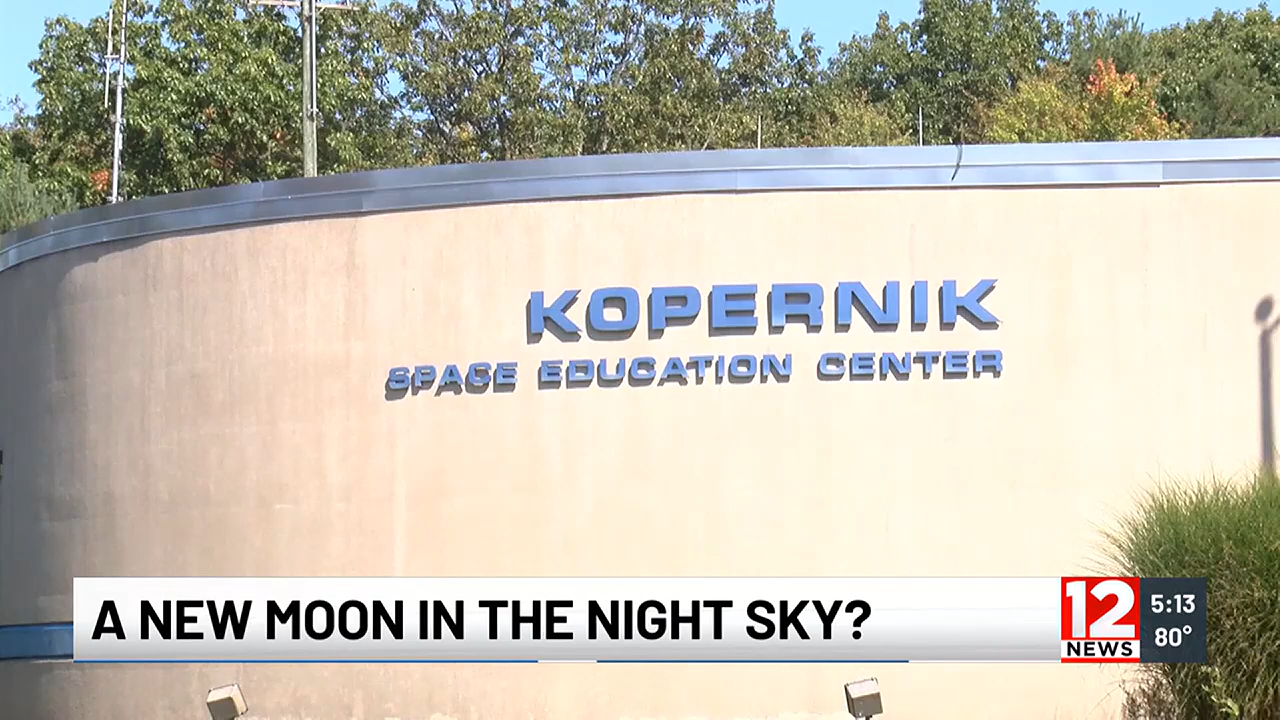 KOPERNIK
SPACE EDUCATION CENTER
A NEW MOON IN THE NIGHT SKY?
12
NEWS
5:13
80°